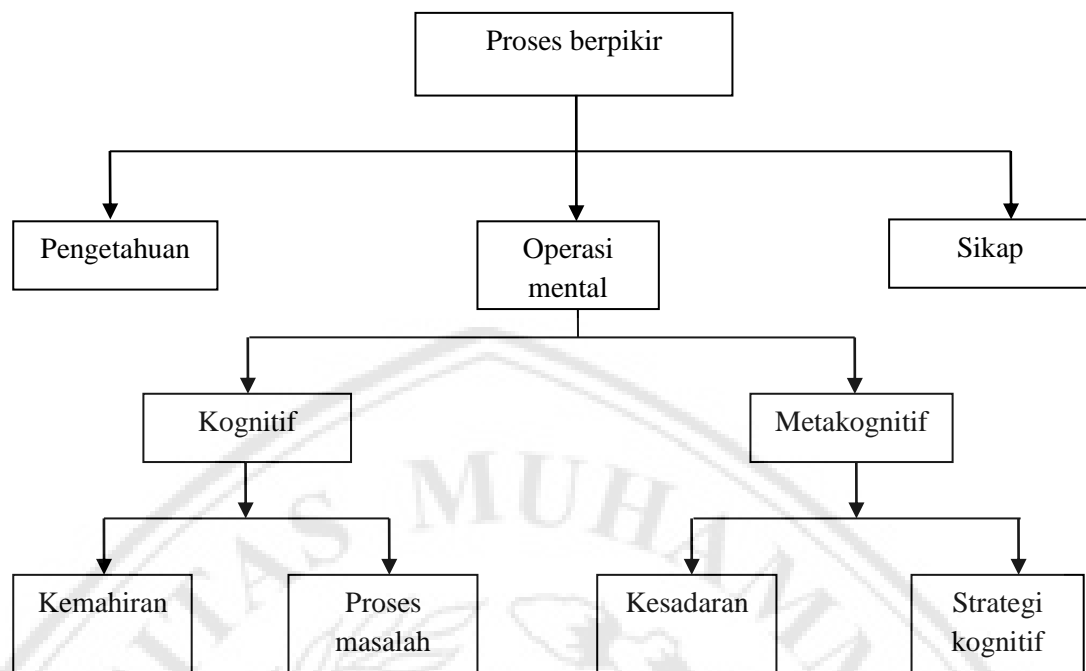 Proses berpikir
Pengetahuan
Operasi
mental
Sikap
Kognitif
Metakognitif
Kemahiran
Proses
masalah
Kesadaran
Strategi
kognitif